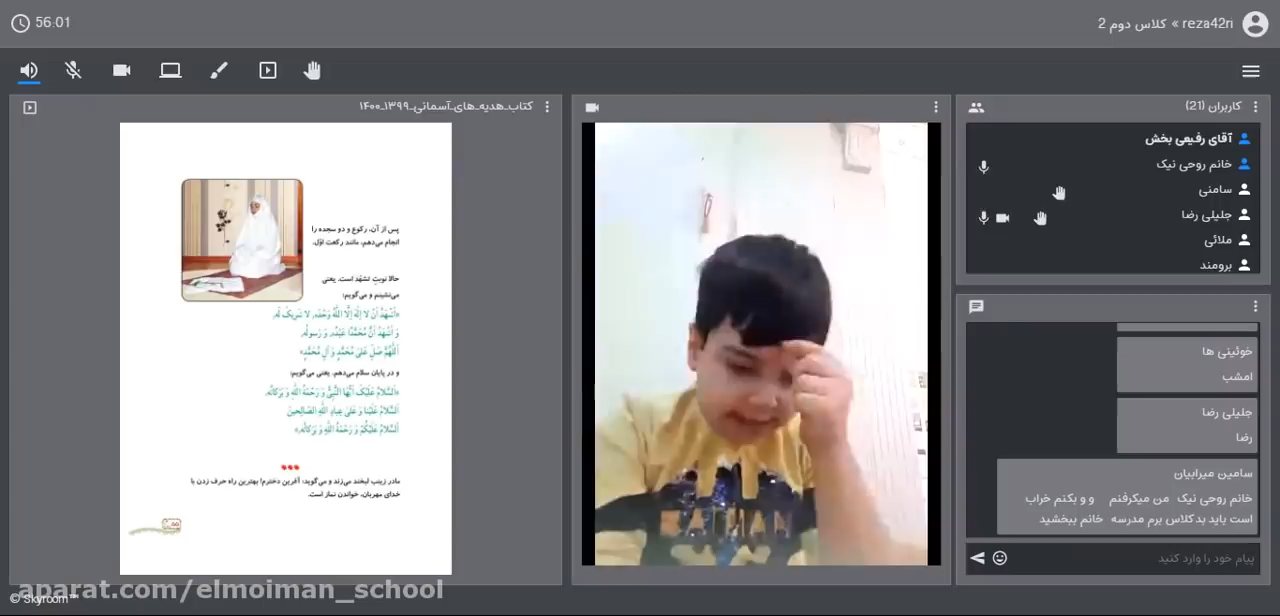 56:01
reza42ri » کلاس دوم 2
کتاب_هدیه_های_آسمانی_۱۳۹۹_۱۴۰۰
پس از آن، رکوع و دو سجده را
انجام می‌دهم، مانند رکعت اوّل.
حالا نوبتِ تشهّد است. یعنی
می‌نشینم و می‌گویم:
«اَشْهَدُ اَنْ لا اِلٰهَ اِلَّا اللّٰهُ وَحْدَهُ، لا شَرِیکَ لَهُ،
وَ اَشْهَدُ اَنَّ مُحَمَّدًا عَبْدُهُ، وَ رَسولُهُ،
اَللّٰهُمَّ صَلِّ عَلیٰ مُحَمَّدٍ وَ آلِ مُحَمَّدٍ»
و در پایان سلام می‌دهم، یعنی می‌گویم:
«اَلسَّلامُ عَلَیْکَ اَیُّهَا النَّبِیُّ وَ رَحْمَةُ اللّٰهِ وَ بَرَکاتُهُ،
اَلسَّلامُ عَلَیْنا وَ عَلیٰ عِبادِ اللّٰهِ الصّالِحینَ
اَلسَّلامُ عَلَیْکُمْ وَ رَحْمَةُ اللّٰهِ وَ بَرَکاتُهُ.»
مادر زینب لبخند می‌زند و می‌گوید: آفرین دخترم! بهترین راه حرف زدن با
خدای مهربان، خواندن نماز است.
کاربران (21)
آقای رفیعی بخش
خانم روحی نیک
سامنی
جلیلی رضا
ملائی
برومند
خوئینی ها
امشب
جلیلی رضا
رضا
سامین میرابیان
خانم روحی نیک من میکرفنم و و بکنم خراب
است باید بدکلاس برم مدرسه خانم ببخشید
پیام خود را وارد کنید
aparat.com/elmoiman_school
© Skyroom™